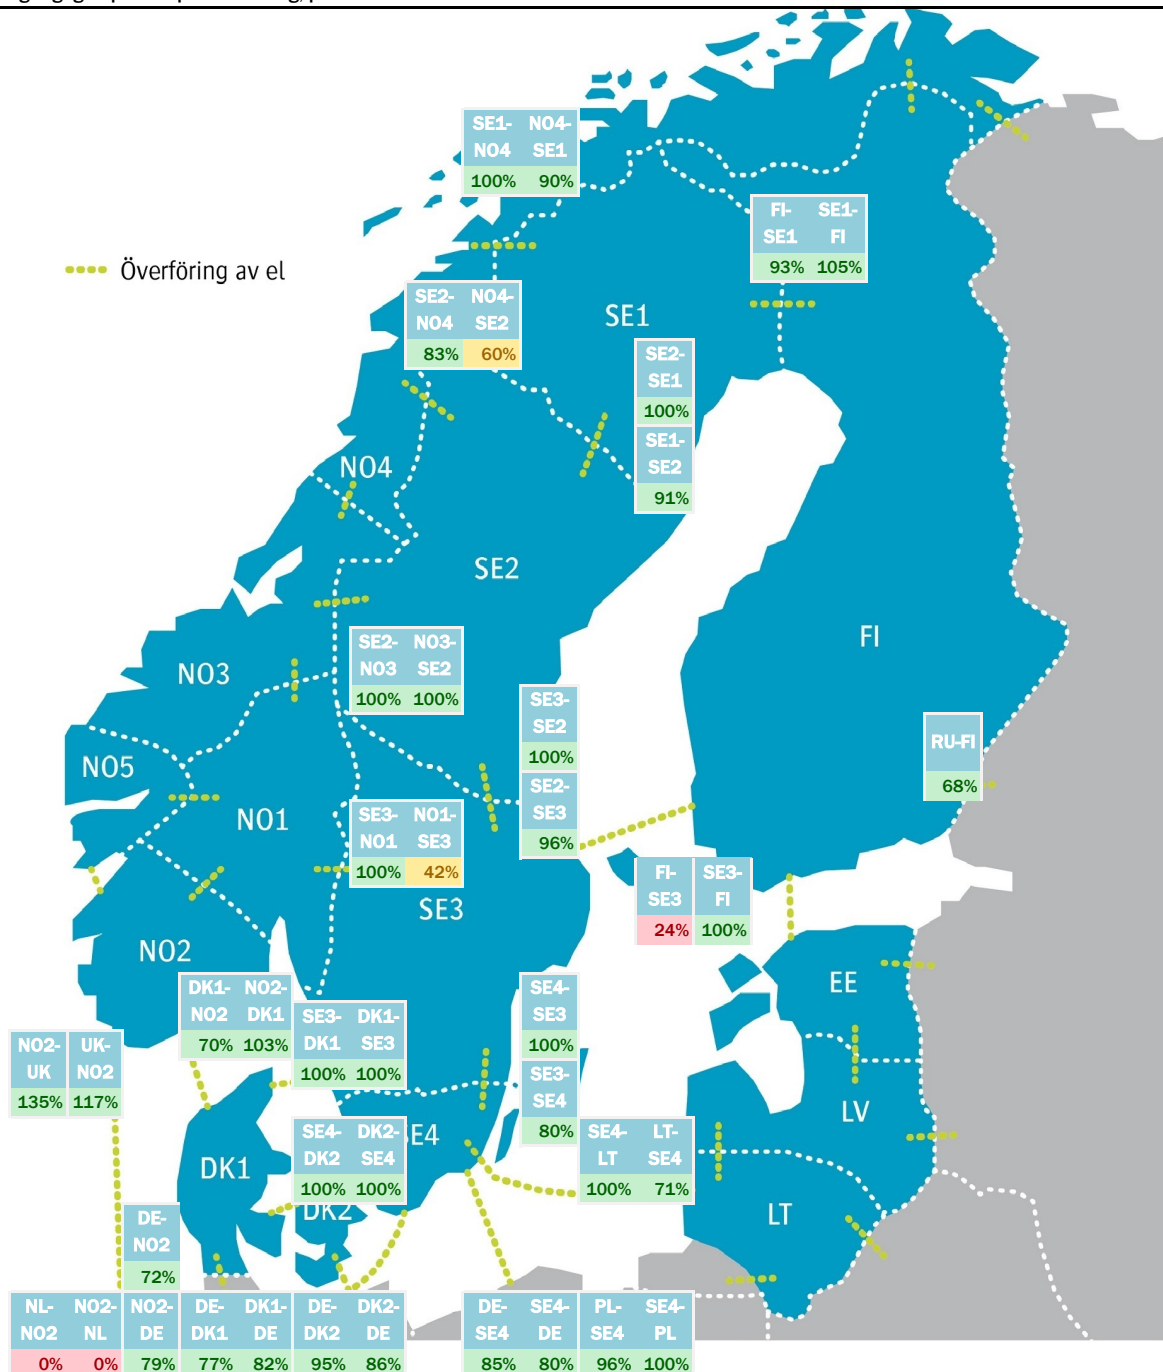 SE1- NO4-
NO4 SE1
100% 90%
FI- SE1-
SE1 FI
93% 105%
Överföring av el
SE2- NO4-
NO4 SE2
83% 60%
SE1
SE2-
SE1
100%
SE1-
SE2
91%
NO4
SE2
FI
SE2- NO3-
NO3 SE2
100% 100%
NO3
SE3-
SE2
100%
SE2-
SE3
96%
RU-FI
68%
NO5
NO1
SE3- NO1-
NO1 SE3
100% 42%
SE3
FI- SE3-
SE3 FI
24% 100%
NO2
EE
DK1- NO2-
NO2 DK1
70% 103%
SE3- DK1-
DK1 SE3
100% 100%
SE4-
SE3
100%
SE3-
SE4
80%
NO2- UK-
UK NO2
135% 117%
LV
SE4- DK2-
DK2 SE4
100% 100%
E4
SE4- LT-
LT SE4
100% 71%
DK1
DK2
LT
DE-
NO2
72%
NL- NO2- NO2- DE- DK1- DE- DK2-
NO2 NL DE DK1 DE DK2 DE
0% 0% 79% 77% 82% 95% 86%
DE- SE4- PL- SE4-
SE4 DE SE4 PL
85% 80% 96% 100%